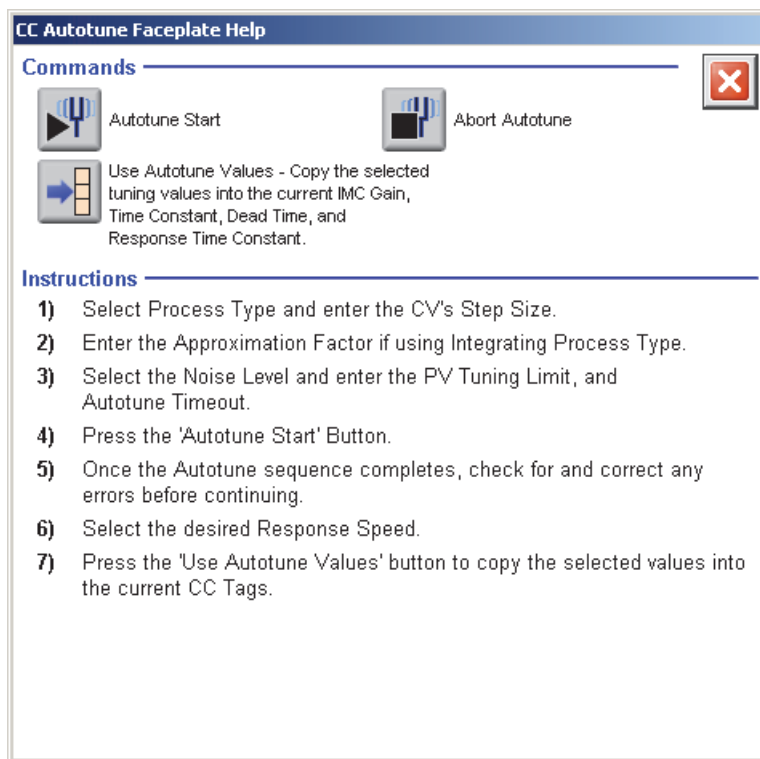 CC Autotune Faceplate Help
Commands
Autotune Start
Abort Autotune
Use Autotune Values - Copy the selected
tuning values into the current IMC Gain,
Time Constant, Dead Time, and
Response Time Constant.
Instructions
1) Select Process Type and enter the CV's Step Size.
2) Enter the Approximation Factor if using Integrating Process Type.
3) Select the Noise Level and enter the PV Tuning Limit, and
Autotune Timeout.
4) Press the 'Autotune Start' Button.
5) Once the Autotune sequence completes, check for and correct any
errors before continuing.
6) Select the desired Response Speed.
7) Press the 'Use Autotune Values' button to copy the selected values into
the current CC Tags.